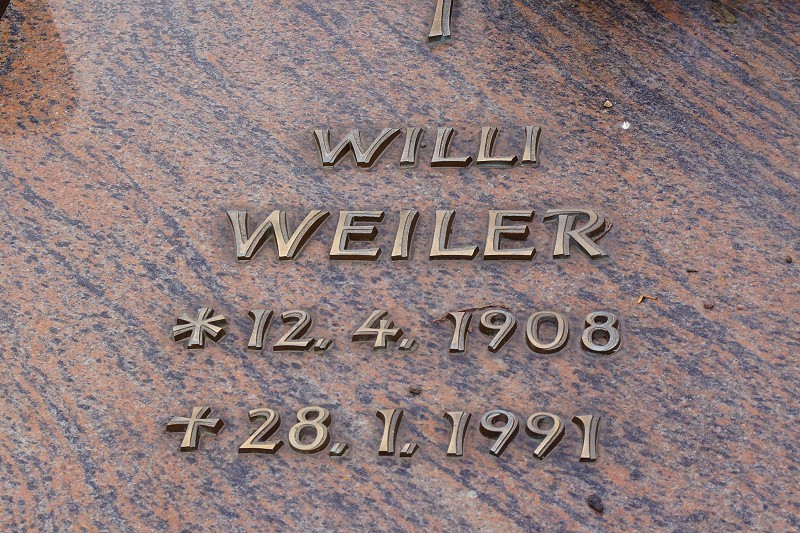 WILLI
WEILER
* 12. 4. 1908
† 28. 1. 1991